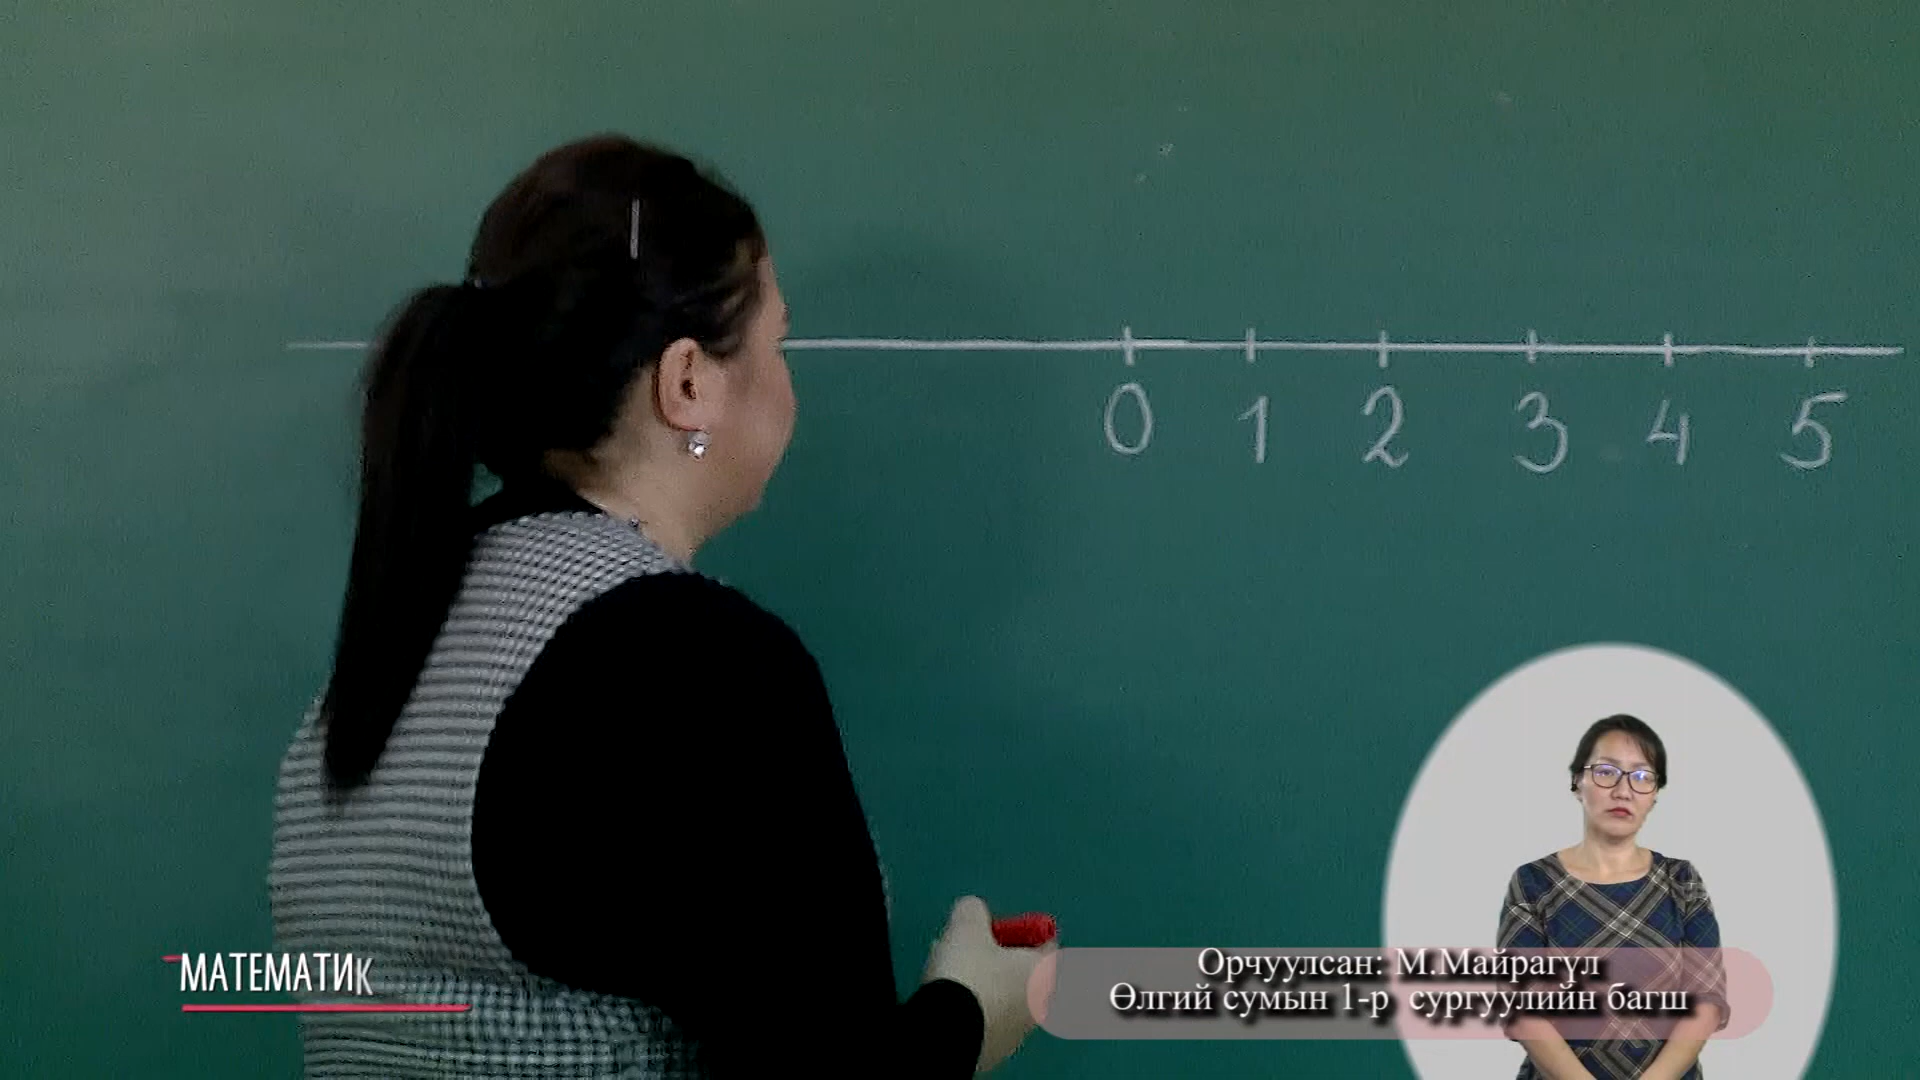 0 1 2 3 4 5
МАТЕМАТИК
Орчуулсан: М.Майрагүл
Өлгий сумын 1-р сургуулийн багш